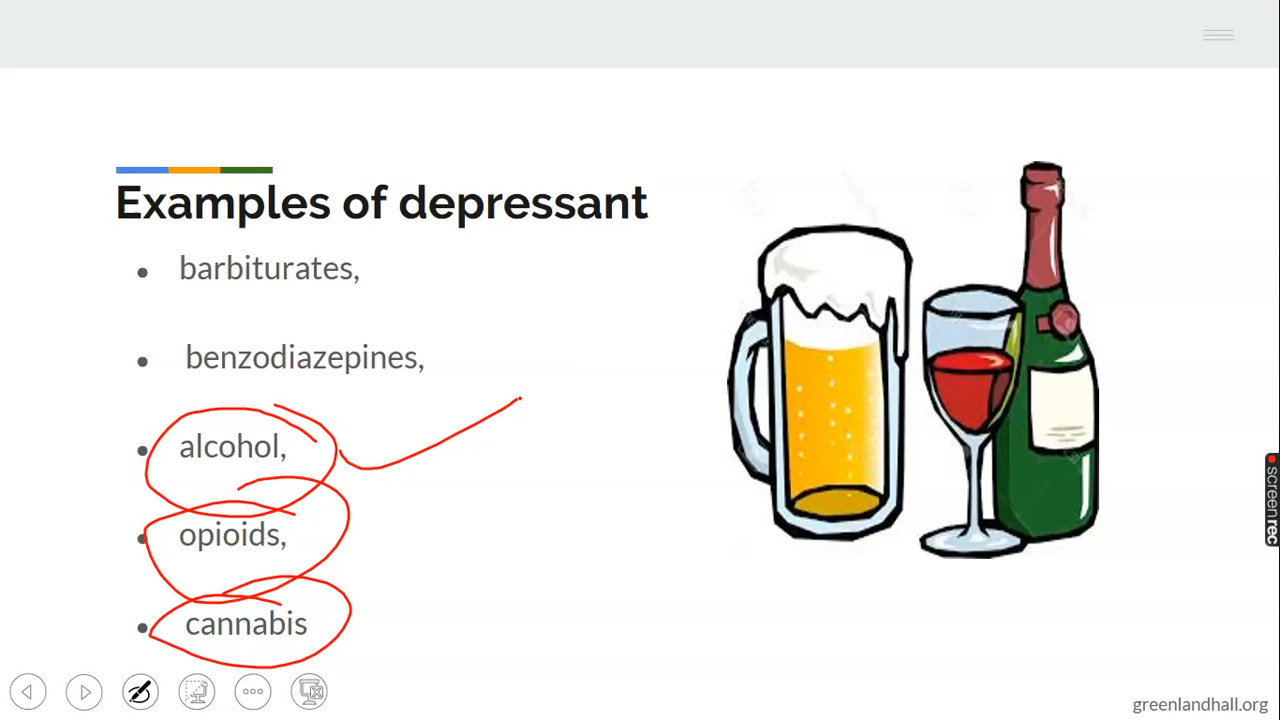 Examples of depressant
• barbiturates,
• benzodiazepines,
• alcohol,
• opioids,
• cannabis
screenrec
greenlandhall.org